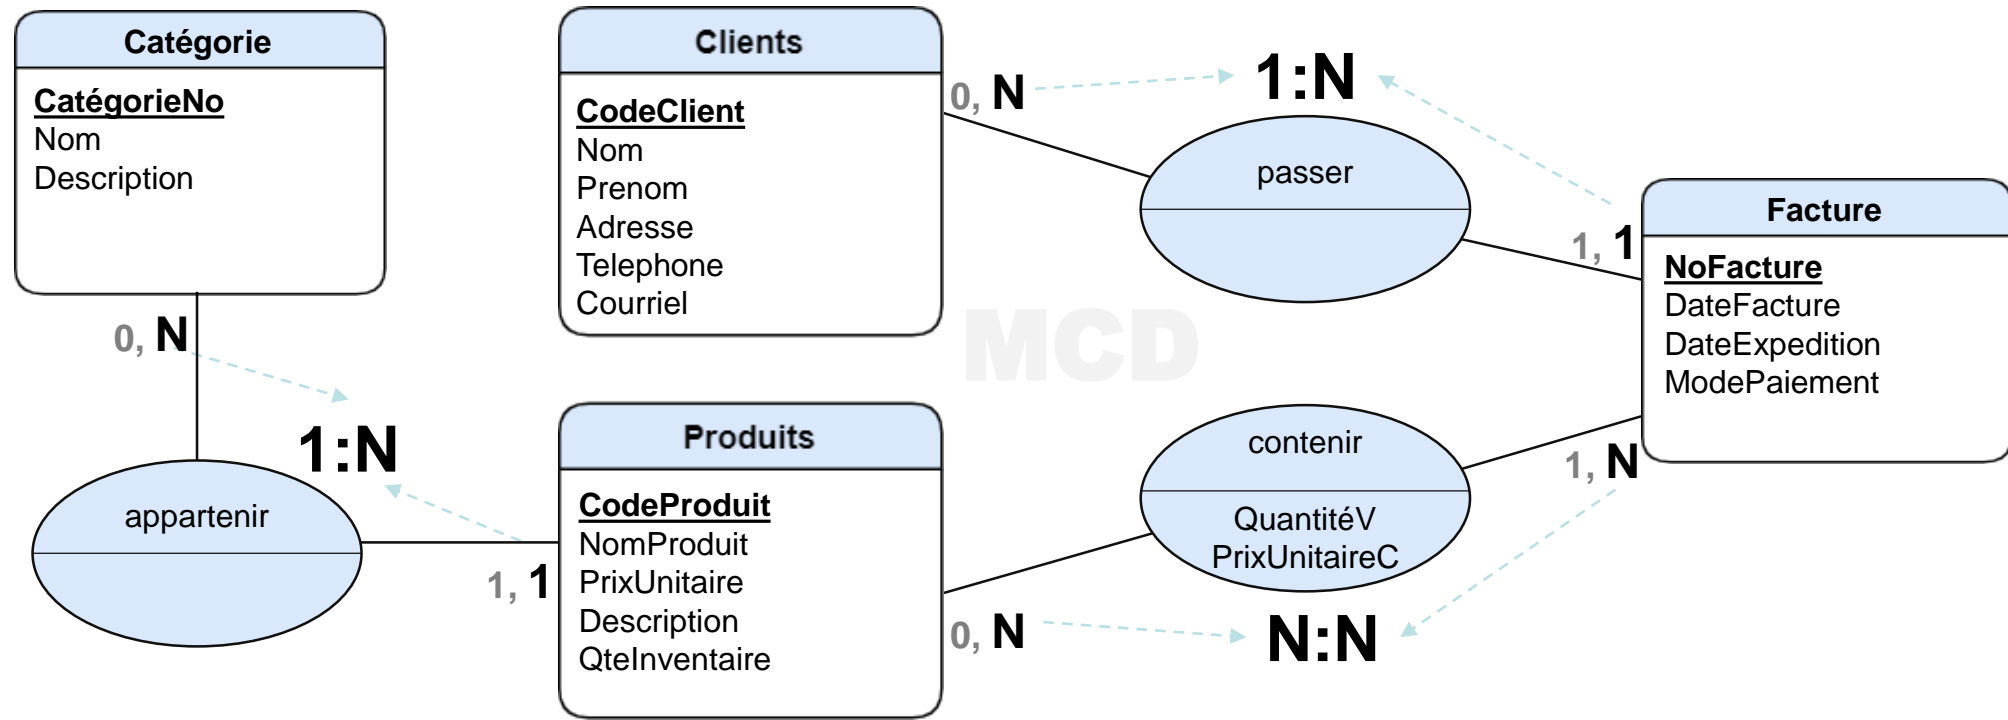 Catégorie
CatégorieNo
Nom
Description
0, N
1:N
appartenir
1, 1
Clients
CodeClient
Nom
Prenom
Adresse
Telephone
Courriel
0, N
1:N
passer
1, 1
Facture
NoFacture
DateFacture
DateExpedition
ModePaiement
MCD
Produits
CodeProduit
NomProduit
PrixUnitaire
Description
QteInventaire
0, N
contenir
QuantitéV
PrixUnitaireC
1, N
N:N